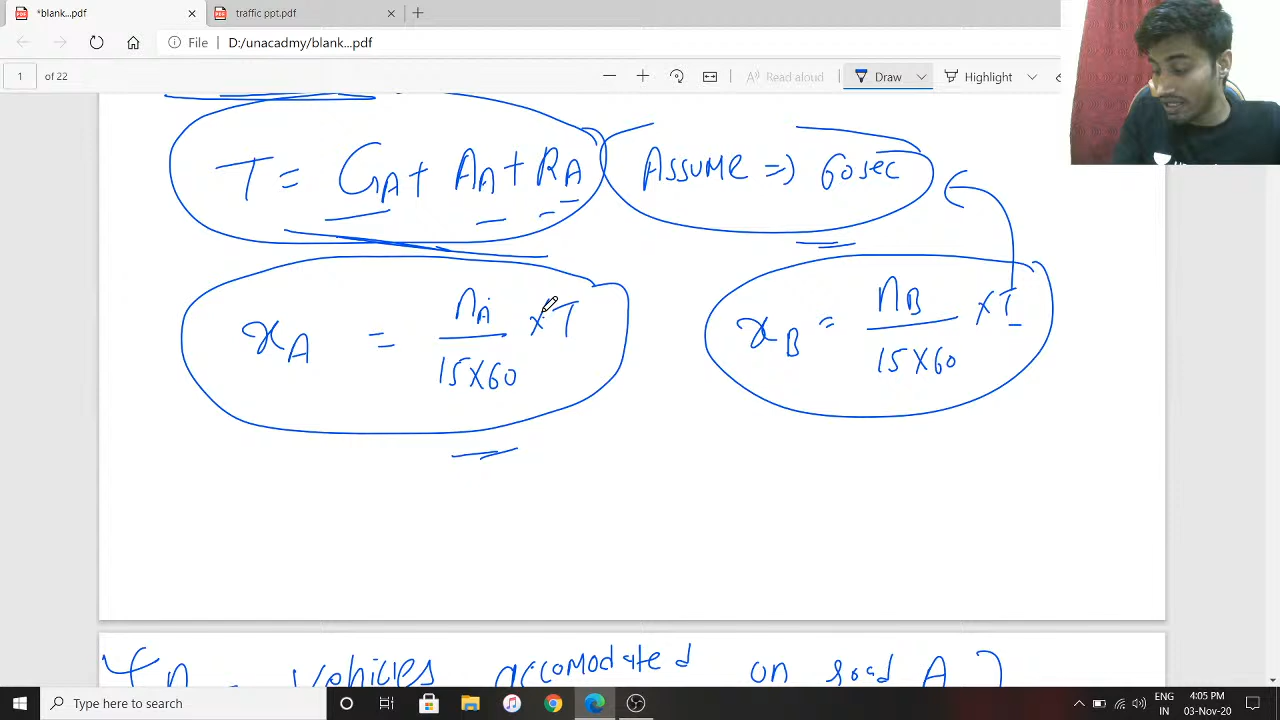 *blank...pdf
traffic ppt.pdf
File D:/unacadmy/blank...pdf
1 of 22
Read aloud
Draw
Highlight
T = GA + AA + RA
Assume => 60 sec
xA = nA / 15X60 x T
xB = nB / 15X60 x T
vehicles accomodated on road A
Type here to search
ENG
IN
4:05 PM
03-Nov-20